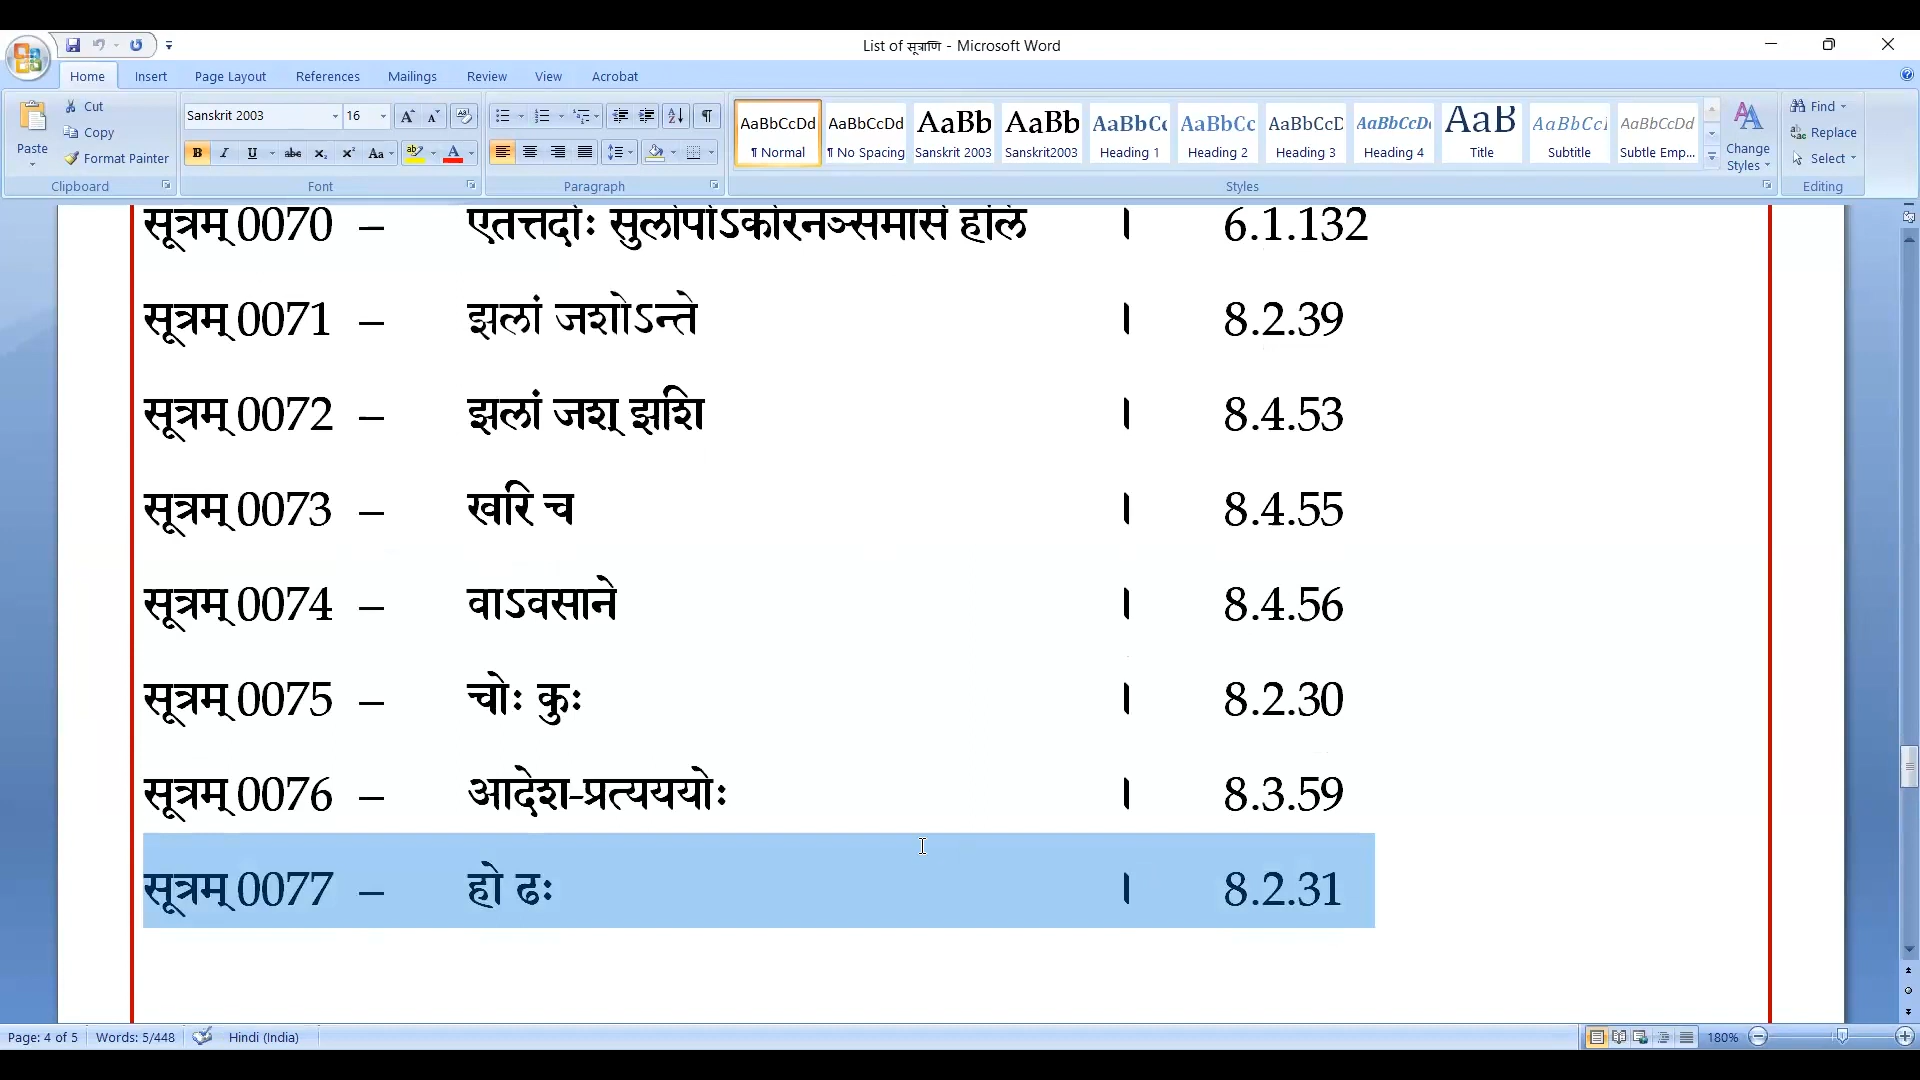 List of सूत्राणि - Microsoft Word
Home Insert Page Layout References Mailings Review View Acrobat
Paste Cut Copy Format Painter Clipboard
Sanskrit 2003 16 Font
Paragraph
AaBbCcDd AaBbCcDd AaBb AaBb AaBbCc AaBbCc AaBbCcD AaBbCcD AaB AaBbCc AaBbCcDd
¶ Normal ¶ No Spacing Sanskrit 2003 Sanskrit2003 Heading 1 Heading 2 Heading 3 Heading 4 Title Subtitle Subtle Emp...
Styles
Change Styles
Find Replace Select Editing
सूत्रम् 0070 – एतत्तदोः सुलोपोऽकोरनञ्समासे हलि । 6.1.132
सूत्रम् 0071 – झलां जशोऽन्ते । 8.2.39
सूत्रम् 0072 – झलां जश् झशि । 8.4.53
सूत्रम् 0073 – खरि च । 8.4.55
सूत्रम् 0074 – वाऽवसाने । 8.4.56
सूत्रम् 0075 – चोः कुः । 8.2.30
सूत्रम् 0076 – आदेश-प्रत्यययोः । 8.3.59
सूत्रम् 0077 – हो ढः । 8.2.31
Page: 4 of 5 Words: 5/448 Hindi (India) 180%